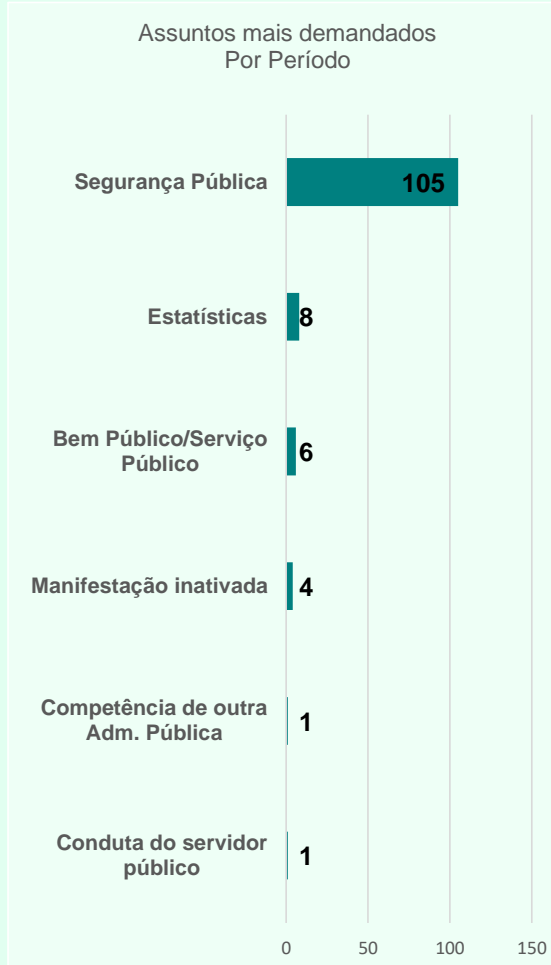 Assuntos mais demandados
Por Período
Segurança Pública
105
Estatísticas
8
Bem Público/Serviço
Público
6
Manifestação inativada
4
Competência de outra
Adm. Pública
1
Conduta do servidor
público
1
0
50
100
150